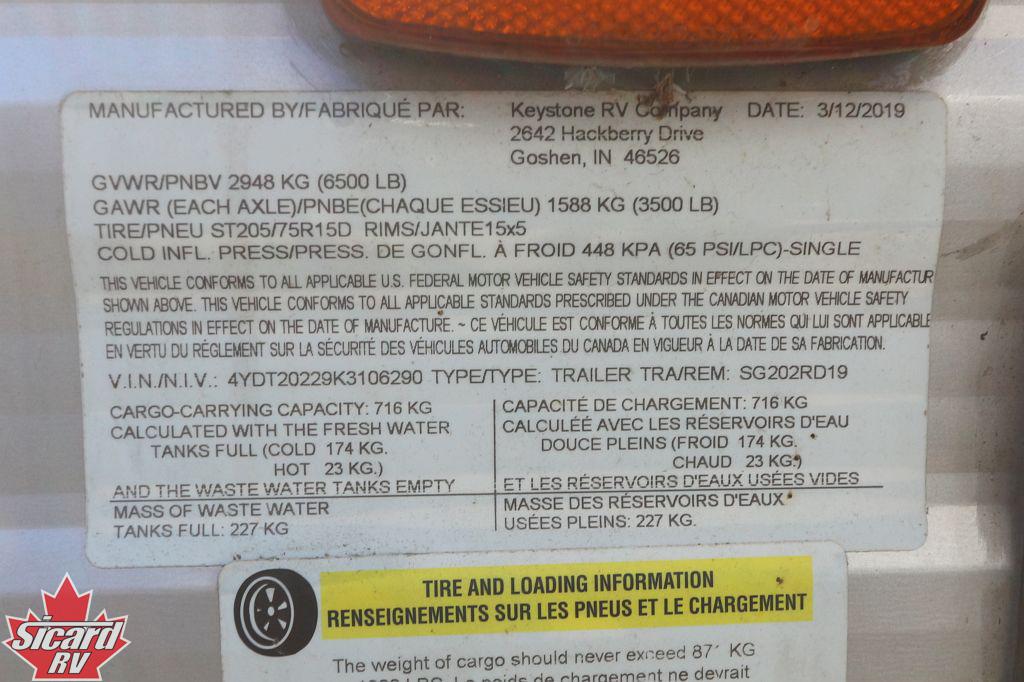 MANUFACTURED BY/FABRIQUÉ PAR: Keystone RV Company DATE: 3/12/2019
2642 Hackberry Drive
Goshen, IN 46526
GVWR/PNBV 2948 KG (6500 LB)
GAWR (EACH AXLE)/PNBE(CHAQUE ESSIEU) 1588 KG (3500 LB)
TIRE/PNEU ST205/75R15D RIMS/JANTE15x5
COLD INFL. PRESS/PRESS. DE GONFL. À FROID 448 KPA (65 PSI/LPC)-SINGLE
THIS VEHICLE CONFORMS TO ALL APPLICABLE U.S. FEDERAL MOTOR VEHICLE SAFETY STANDARDS IN EFFECT ON THE DATE OF MANUFACTUR
SHOWN ABOVE. THIS VEHICLE CONFORMS TO ALL APPLICABLE STANDARDS PRESCRIBED UNDER THE CANADIAN MOTOR VEHICLE SAFETY
REGULATIONS IN EFFECT ON THE DATE OF MANUFACTURE. ~ CE VÉHICULE EST CONFORME À TOUTES LES NORMES QUI LUI SONT APPLICABLE
EN VERTU DU RÉGLEMENT SUR LA SÉCURITÉ DES VÉHICULES AUTOMOBILES DU CANADA EN VIGUEUR À LA DATE DE SA FABRICATION.
V.I.N./N.I.V.: 4YDT20229K3106290 TYPE/TYPE: TRAILER TRA/REM: SG202RD19
CARGO-CARRYING CAPACITY: 716 KG
CALCULATED WITH THE FRESH WATER
TANKS FULL (COLD 174 KG.
HOT 23 KG.)
AND THE WASTE WATER TANKS EMPTY
MASS OF WASTE WATER
TANKS FULL: 227 KG
CAPACITÉ DE CHARGEMENT: 716 KG
CALCULÉE AVEC LES RÉSERVOIRS D'EAU
DOUCE PLEINS (FROID 174 KG.
CHAUD 23 KG.)
ET LES RÉSERVOIRS D'EAUX USÉES VIDES
MASSE DES RÉSERVOIRS D'EAUX
USÉES PLEINS: 227 KG.
TIRE AND LOADING INFORMATION
RENSEIGNEMENTS SUR LES PNEUS ET LE CHARGEMENT
The weight of cargo should never exceed 871 KG
LBS. Le poids de chargement ne devrait
Sicard
RV